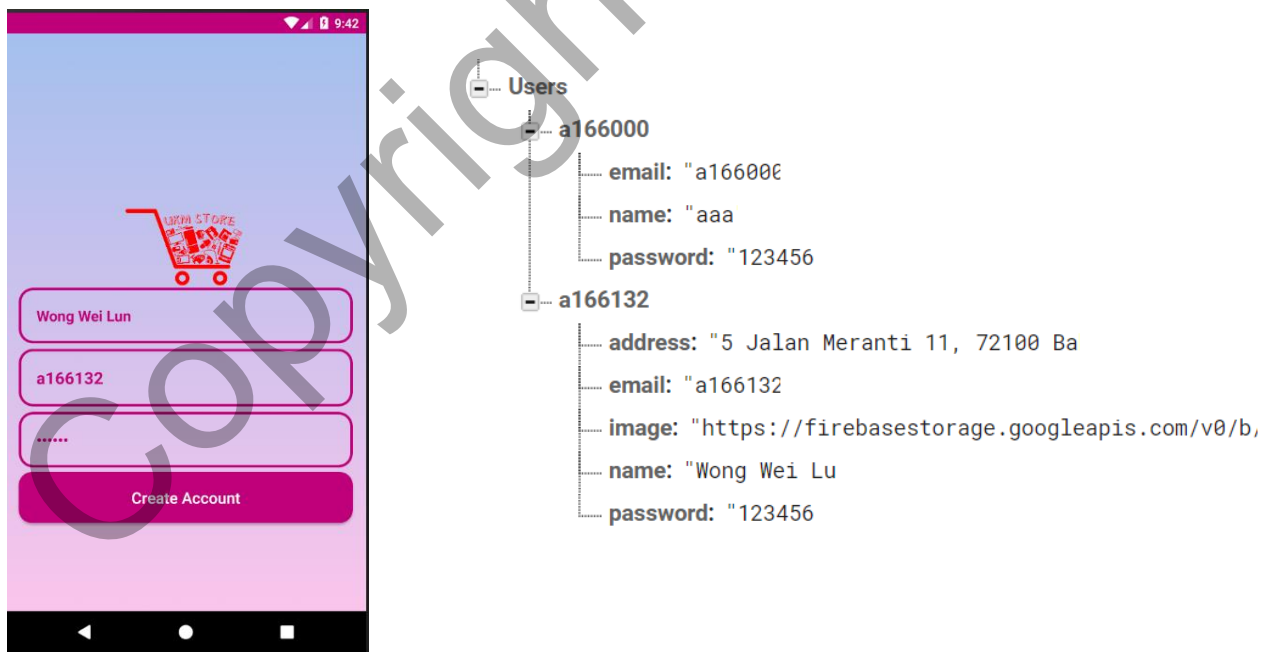 9:42
UKM STORE
Wong Wei Lun
a166132
••••••
Create Account
Users
a166000
email: "a166000
name: "aaa
password: "123456
a166132
address: "5 Jalan Meranti 11, 72100 Ba
email: "a166132
image: "https://firebasestorage.googleapis.com/v0/b/
name: "Wong Wei Lu
password: "123456
Copyrigh